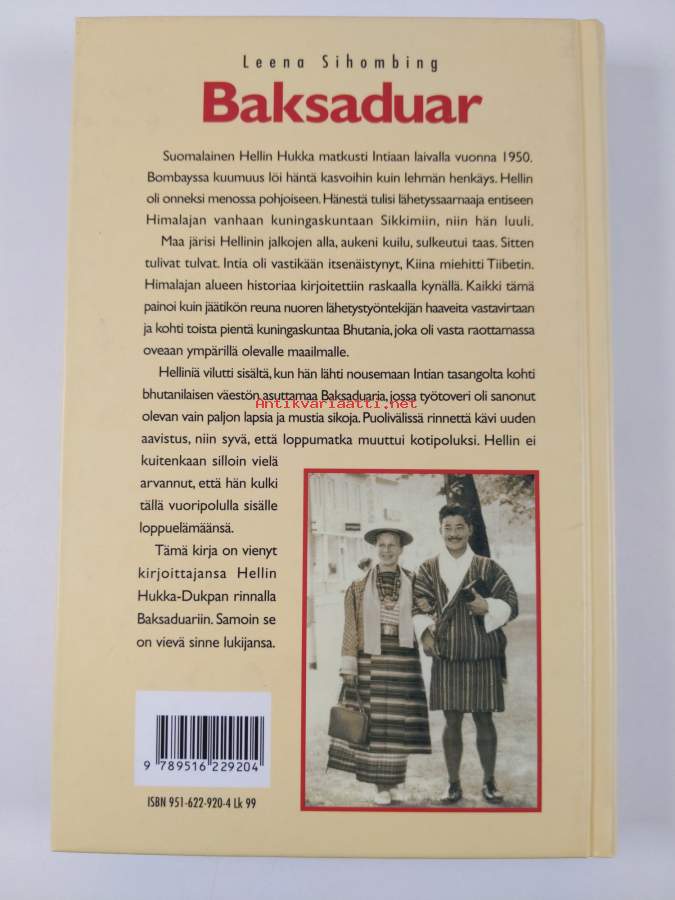 Leena Sihombing
Baksaduar
Suomalainen Hellin Hukka matkusti Intiaan laivalla vuonna 1950.
Bombayssa kuumuus löi häntä kasvoihin kuin lehmän henkäys. Hellin
oli onneksi menossa pohjoiseen. Hänestä tulisi lähetyssaarnaaja entiseen
Himalajan vanhaan kuningaskuntaan Sikkimiin, niin hän luuli.
Maa järisi Hellinin jalkojen alla, aukeni kuilu, sulkeutui taas. Sitten
tulivat tulvat. Intia oli vastikään itsenäistynyt, Kiina miehitti Tiibetin.
Himalajan alueen historiaa kirjoitettiin raskaalla kynällä. Kaikki tämä
painoi kuin jäätikön reuna nuoren lähetystyöntekijän haaveita vastavirtaan
ja kohti toista pientä kuningaskuntaa Bhutania, joka oli vasta raottamassa
oveaan ympärillä olevalle maailmalle.
Helliniä vilutti sisältä, kun hän lähti nousemaan Intian tasangolta kohti
bhutanilaisen väestön asuttamaa Baksaduaria, jossa työtoveri oli sanonut
Antikvariaatti.net
olevan vain paljon lapsia ja mustia sikoja. Puolivälissä rinnettä kävi uuden
aavistus, niin syvä, että loppumatka muuttui kotipoluksi. Hellin ei
kuitenkaan silloin vielä
arvannut, että hän kulki
tällä vuoripolulla sisälle
loppuelämäänsä.
Tämä kirja on vienyt
kirjoittajansa Hellin
Hukka-Dukpan rinnalla
Baksaduariin. Samoin se
on vievä sinne lukijansa.
9 789516 229204
ISBN 951-622-920-4 Lk 99